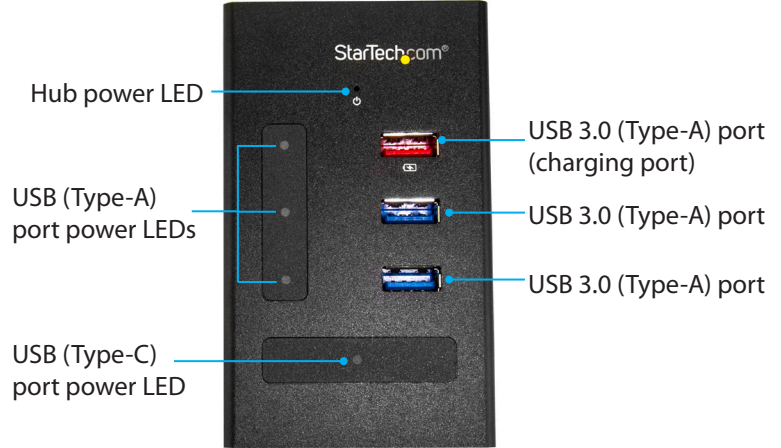 StarTech.com®
Hub power LED
USB 3.0 (Type-A) port
(charging port)
USB (Type-A)
port power LEDs
USB 3.0 (Type-A) port
USB 3.0 (Type-A) port
USB (Type-C)
port power LED